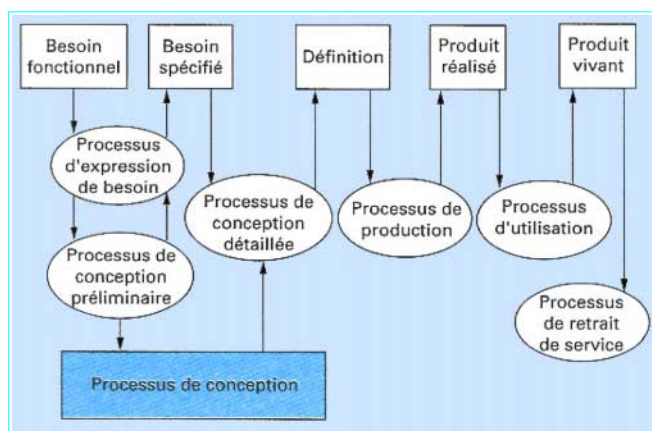 Besoin
fonctionnel
Besoin
spécifié
Définition
Produit
réalisé
Produit
vivant
Processus
d'expression
de besoin
Processus de
conception
détaillée
Processus de
production
Processus
d'utilisation
Processus de
conception
préliminaire
Processus
de retrait
de service
Processus de conception